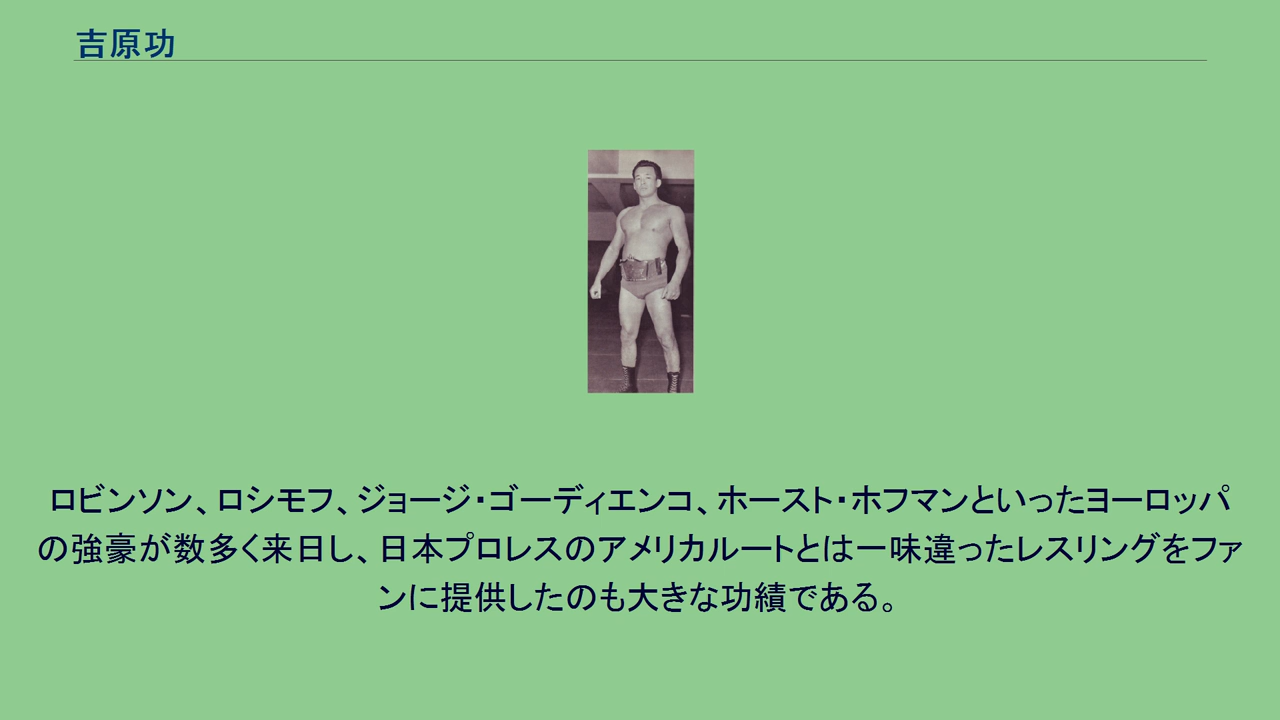 吉原功
ロビンソン、ロシモフ、ジョージ・ゴーディエンコ、ホースト・ホフマンといったヨーロッパ
の強豪が数多く来日し、日本プロレスのアメリカルートとは一味違ったレスリングをファ
ンに提供したのも大きな功績である。